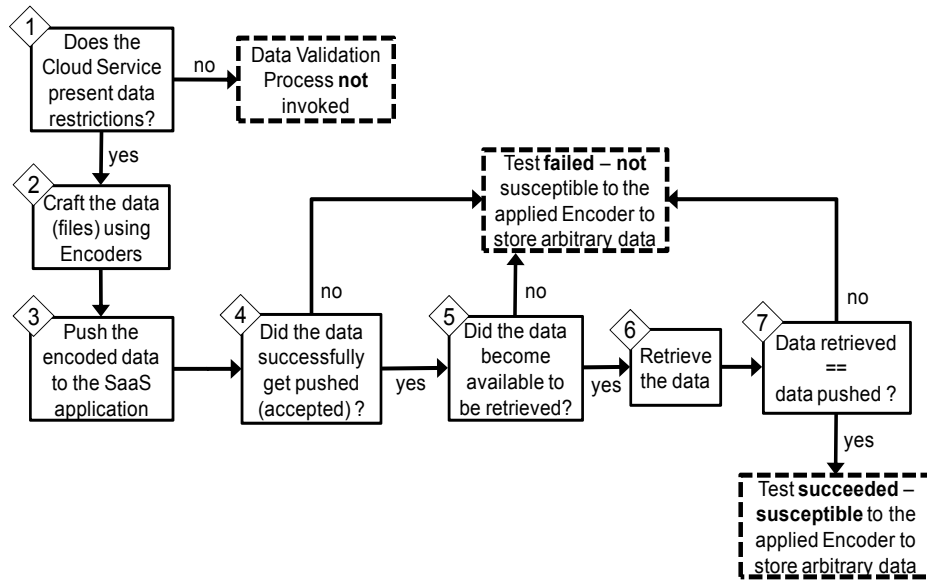 1
Does the
Cloud Service
present data
restrictions?
no
Data Validation
Process not
invoked
yes
2
Craft the data
(files) using
Encoders
3
Push the
encoded data
to the SaaS
application
4
Did the data
successfully
get pushed
(accepted) ?
no
yes
Test failed – not
susceptible to the
applied Encoder to
store arbitrary data
5
Did the data
become
available to
be retrieved?
no
yes
6
Retrieve
the data
7
Data retrieved
==
data pushed ?
no
yes
Test succeeded –
susceptible to the
applied Encoder to
store arbitrary data